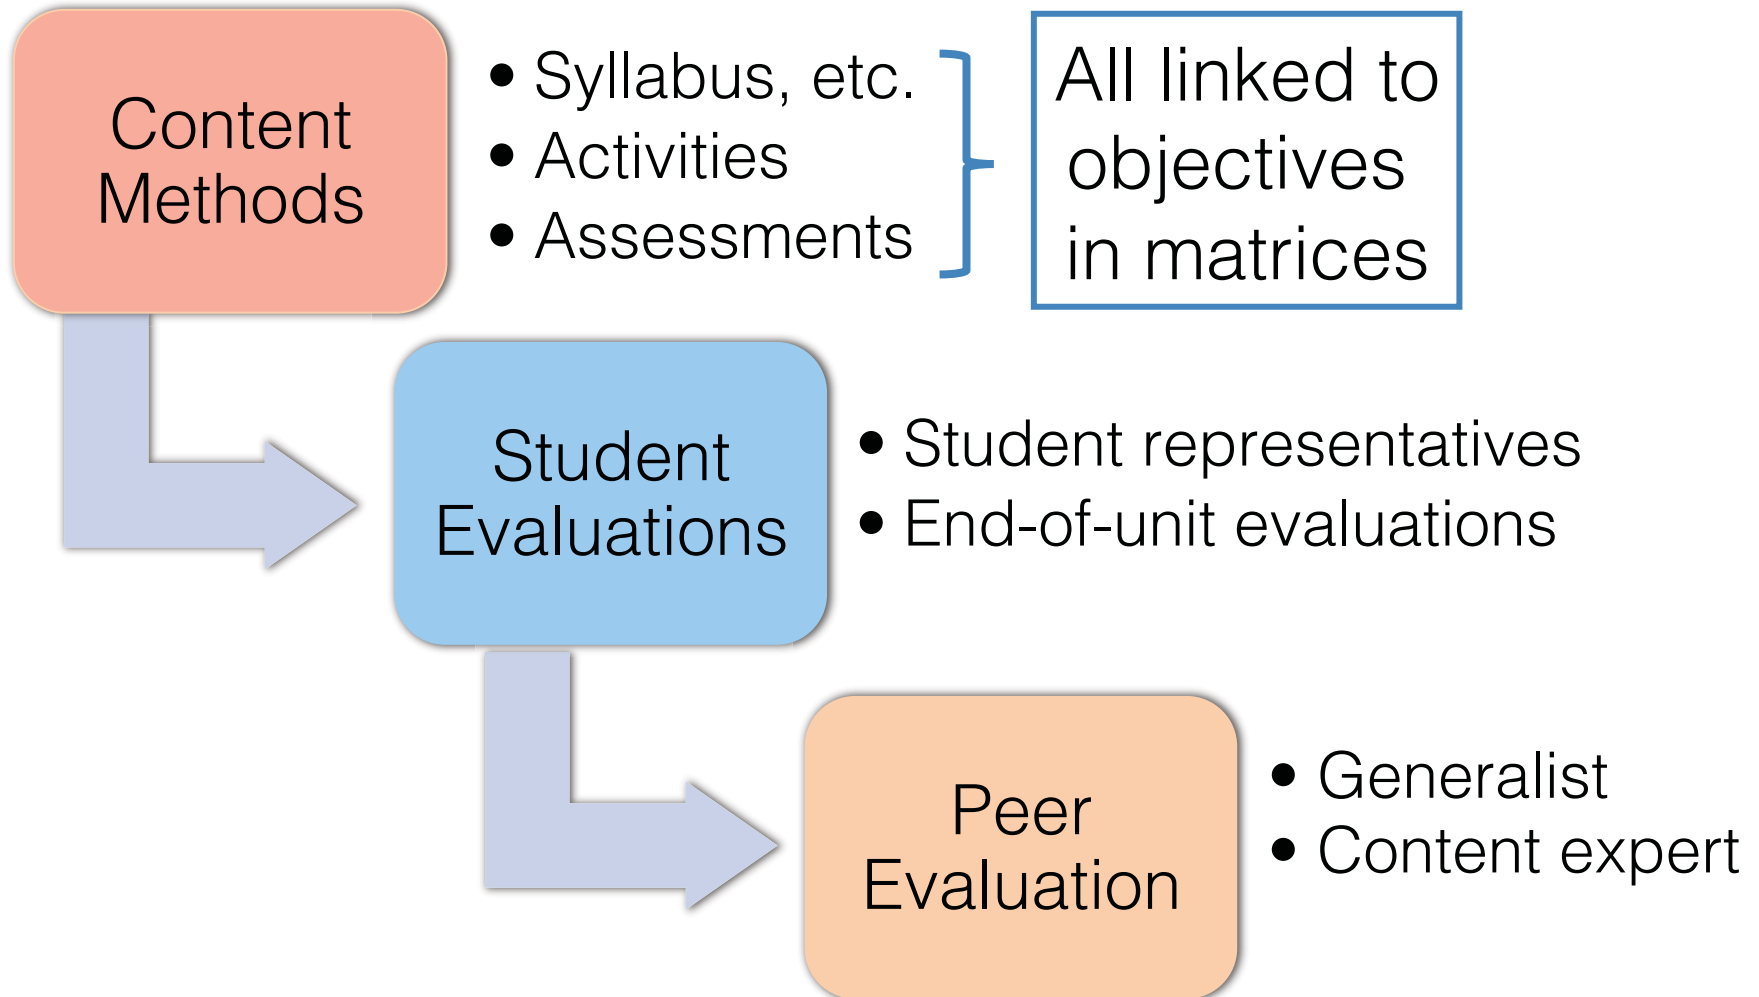 Content
Methods
• Syllabus, etc.
• Activities
• Assessments
All linked to
objectives
in matrices
Student
Evaluations
• Student representatives
• End-of-unit evaluations
Peer
Evaluation
• Generalist
• Content expert